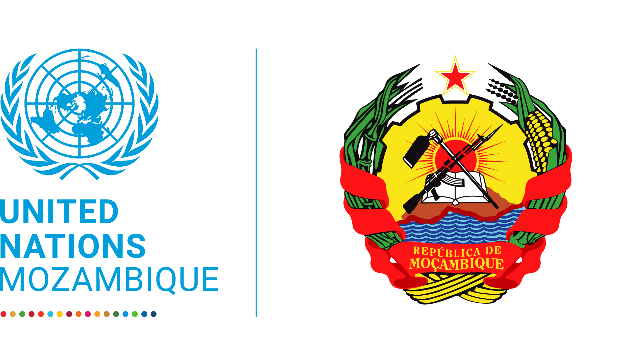 UNITED
NATIONS
MOZAMBIQUE
REPÚBLICA DE
MOÇAMBIQUE